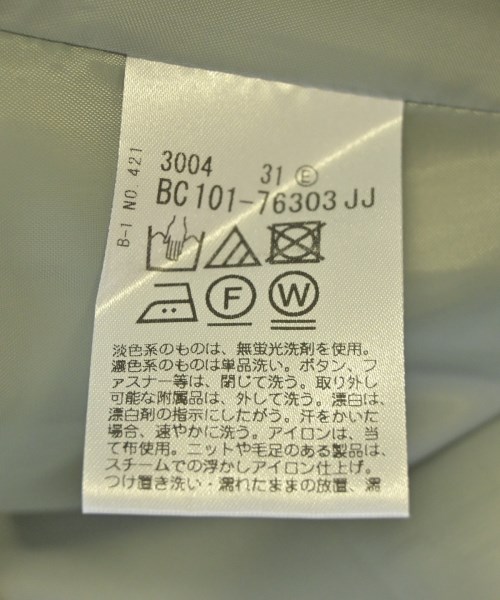 B-1 NO. 421
3004 31 Ⓔ
BC101-76303JJ
F W
淡色系のものは、無蛍光洗剤を使用。
濃色系のものは単品洗い。ボタン、フ
ァスナー等は、閉じて洗う。取り外し
可能な附属品は、外して洗う。漂白は、
漂白剤の指示にしたがう。汗をかいた
場合、速やかに洗う。アイロンは、当
て布使用。ニットや毛足のある製品は、
スチームでの浮かしアイロン仕上げ。
つけ置き洗い・濡れたままの放置、濡